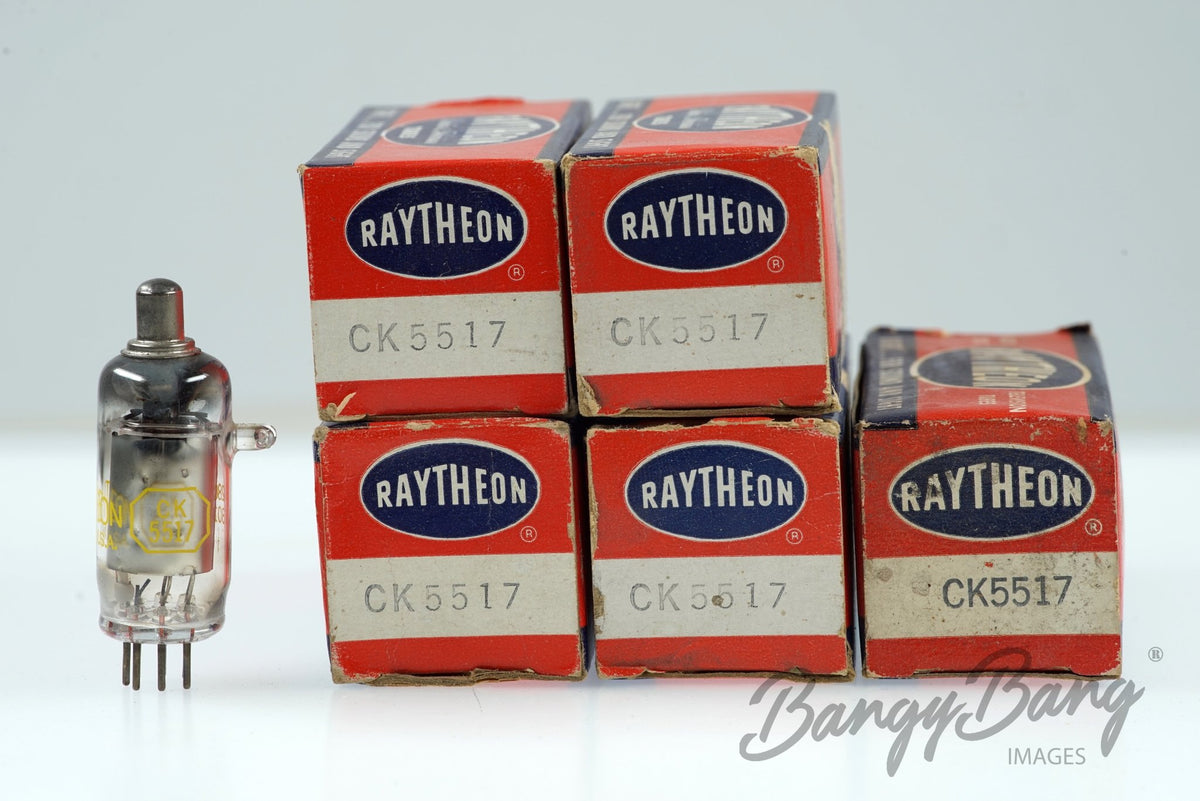 RAYTHEON
®
CK5517
RAYTHEON
®
CK5517
RAYTHEON
®
CK5517
RAYTHEON
®
CK5517
RAYTHEON
®
CK5517
CK
5517
BangyBang
®
IMAGES